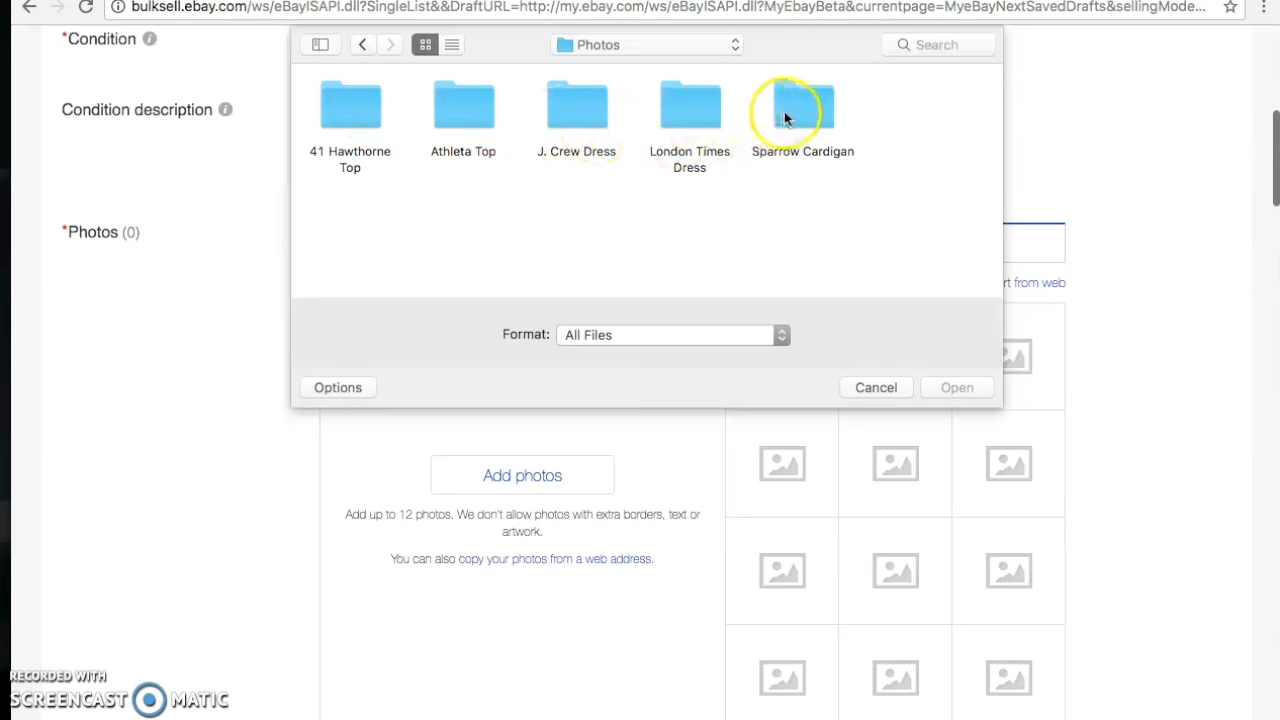 bulksell.ebay.com/ws/eBayISAPI.dll?SingleList&&DraftURL=http://my.ebay.com/ws/eBayISAPI.dll?MyEbayBeta&currentpage=MyeBayNextSavedDrafts&sellingMode...
*Condition
Photos
Search
Condition description
41 Hawthorne Top
Athleta Top
J. Crew Dress
London Times Dress
Sparrow Cardigan
*Photos (0)
rt from web
Format: All Files
Options
Cancel
Open
Add photos
Add up to 12 photos. We don't allow photos with extra borders, text or
artwork.
You can also copy your photos from a web address.
RECORDED WITH
SCREENCAST MATIC